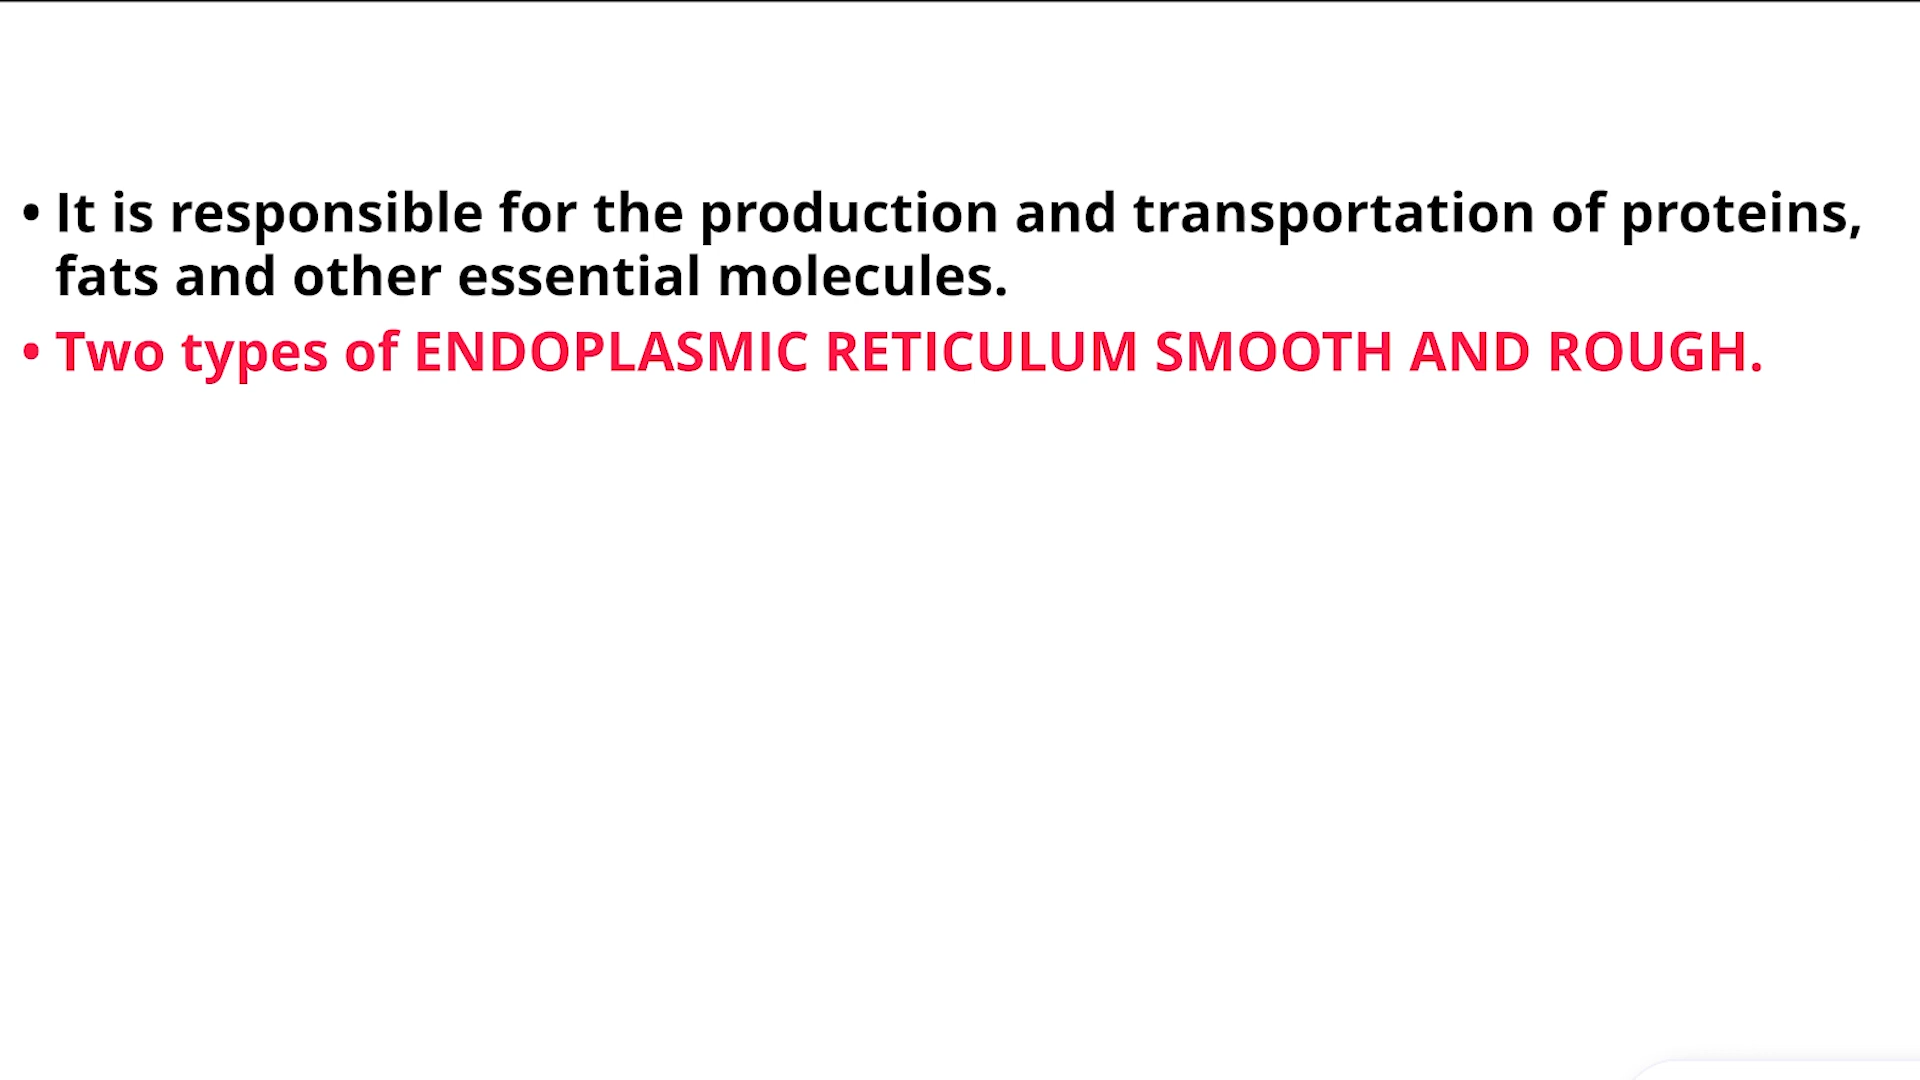 • It is responsible for the production and transportation of proteins,
fats and other essential molecules.
• Two types of ENDOPLASMIC RETICULUM SMOOTH AND ROUGH.